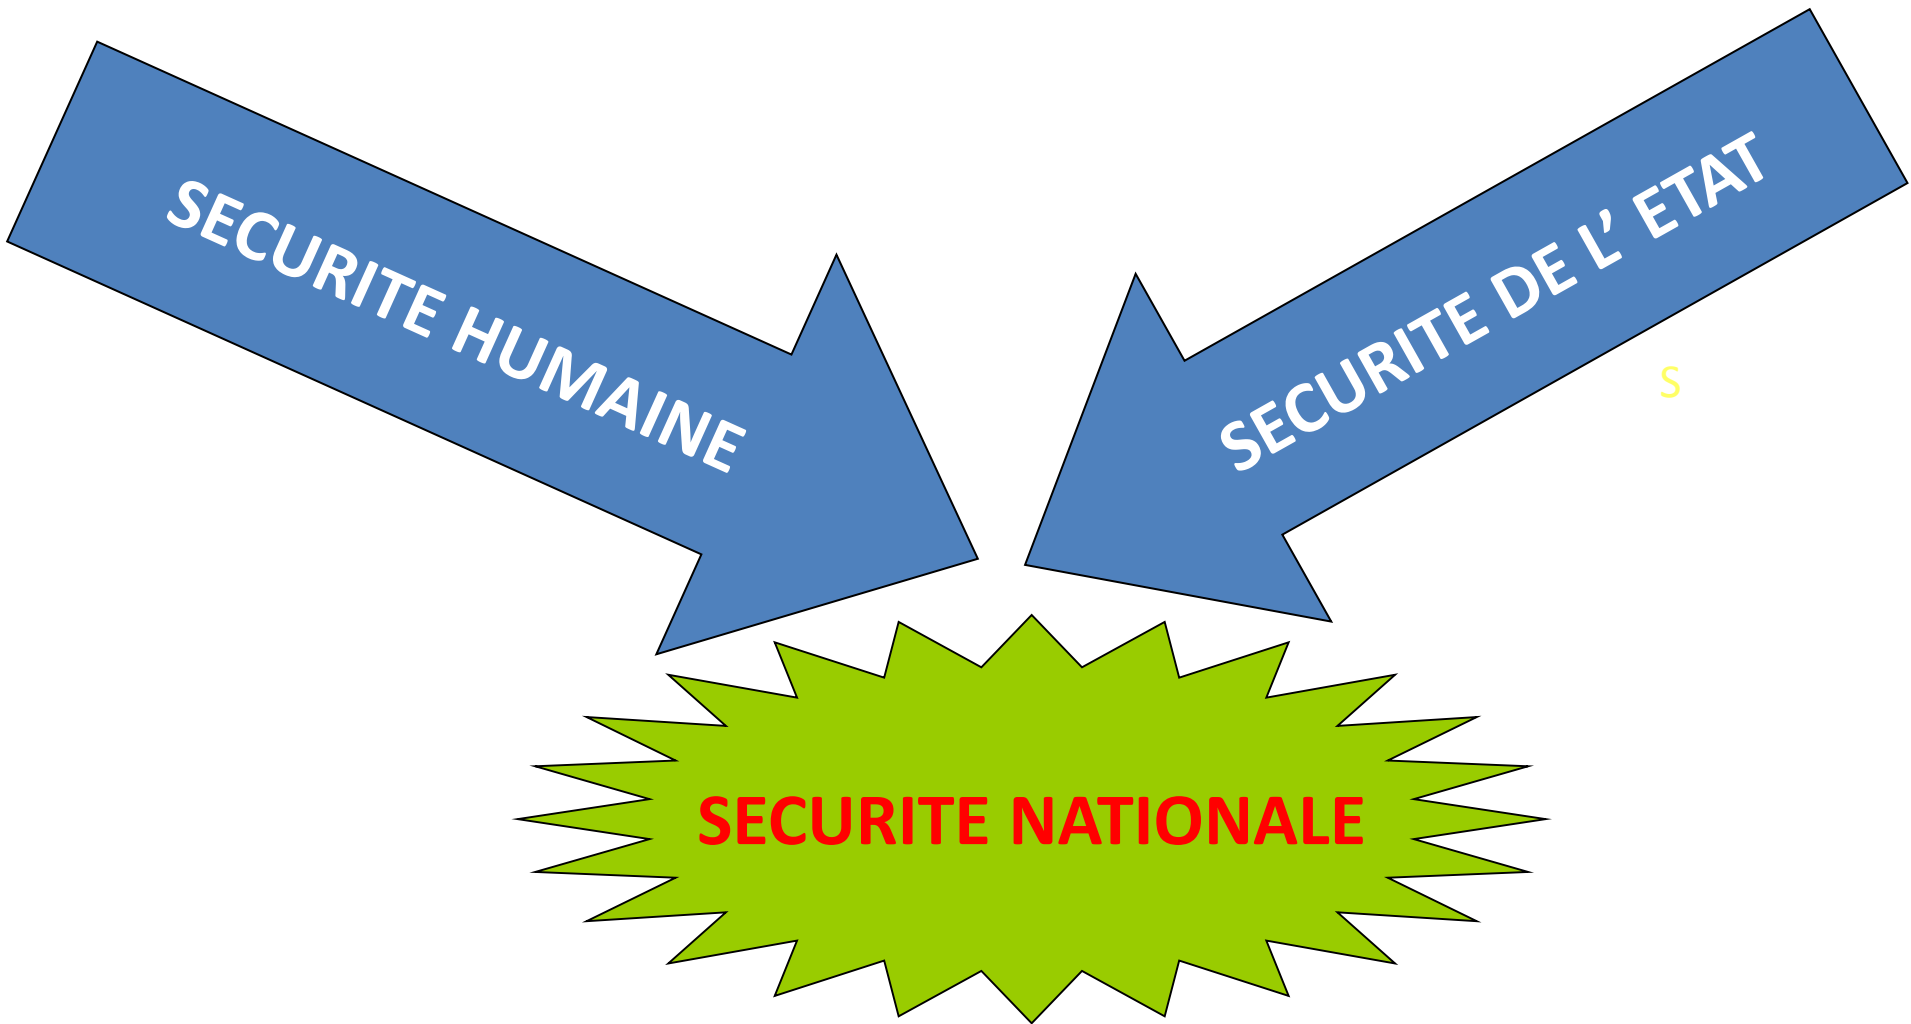 SECURITE HUMAINE
SECURITE DE L’ ETAT
S
SECURITE NATIONALE